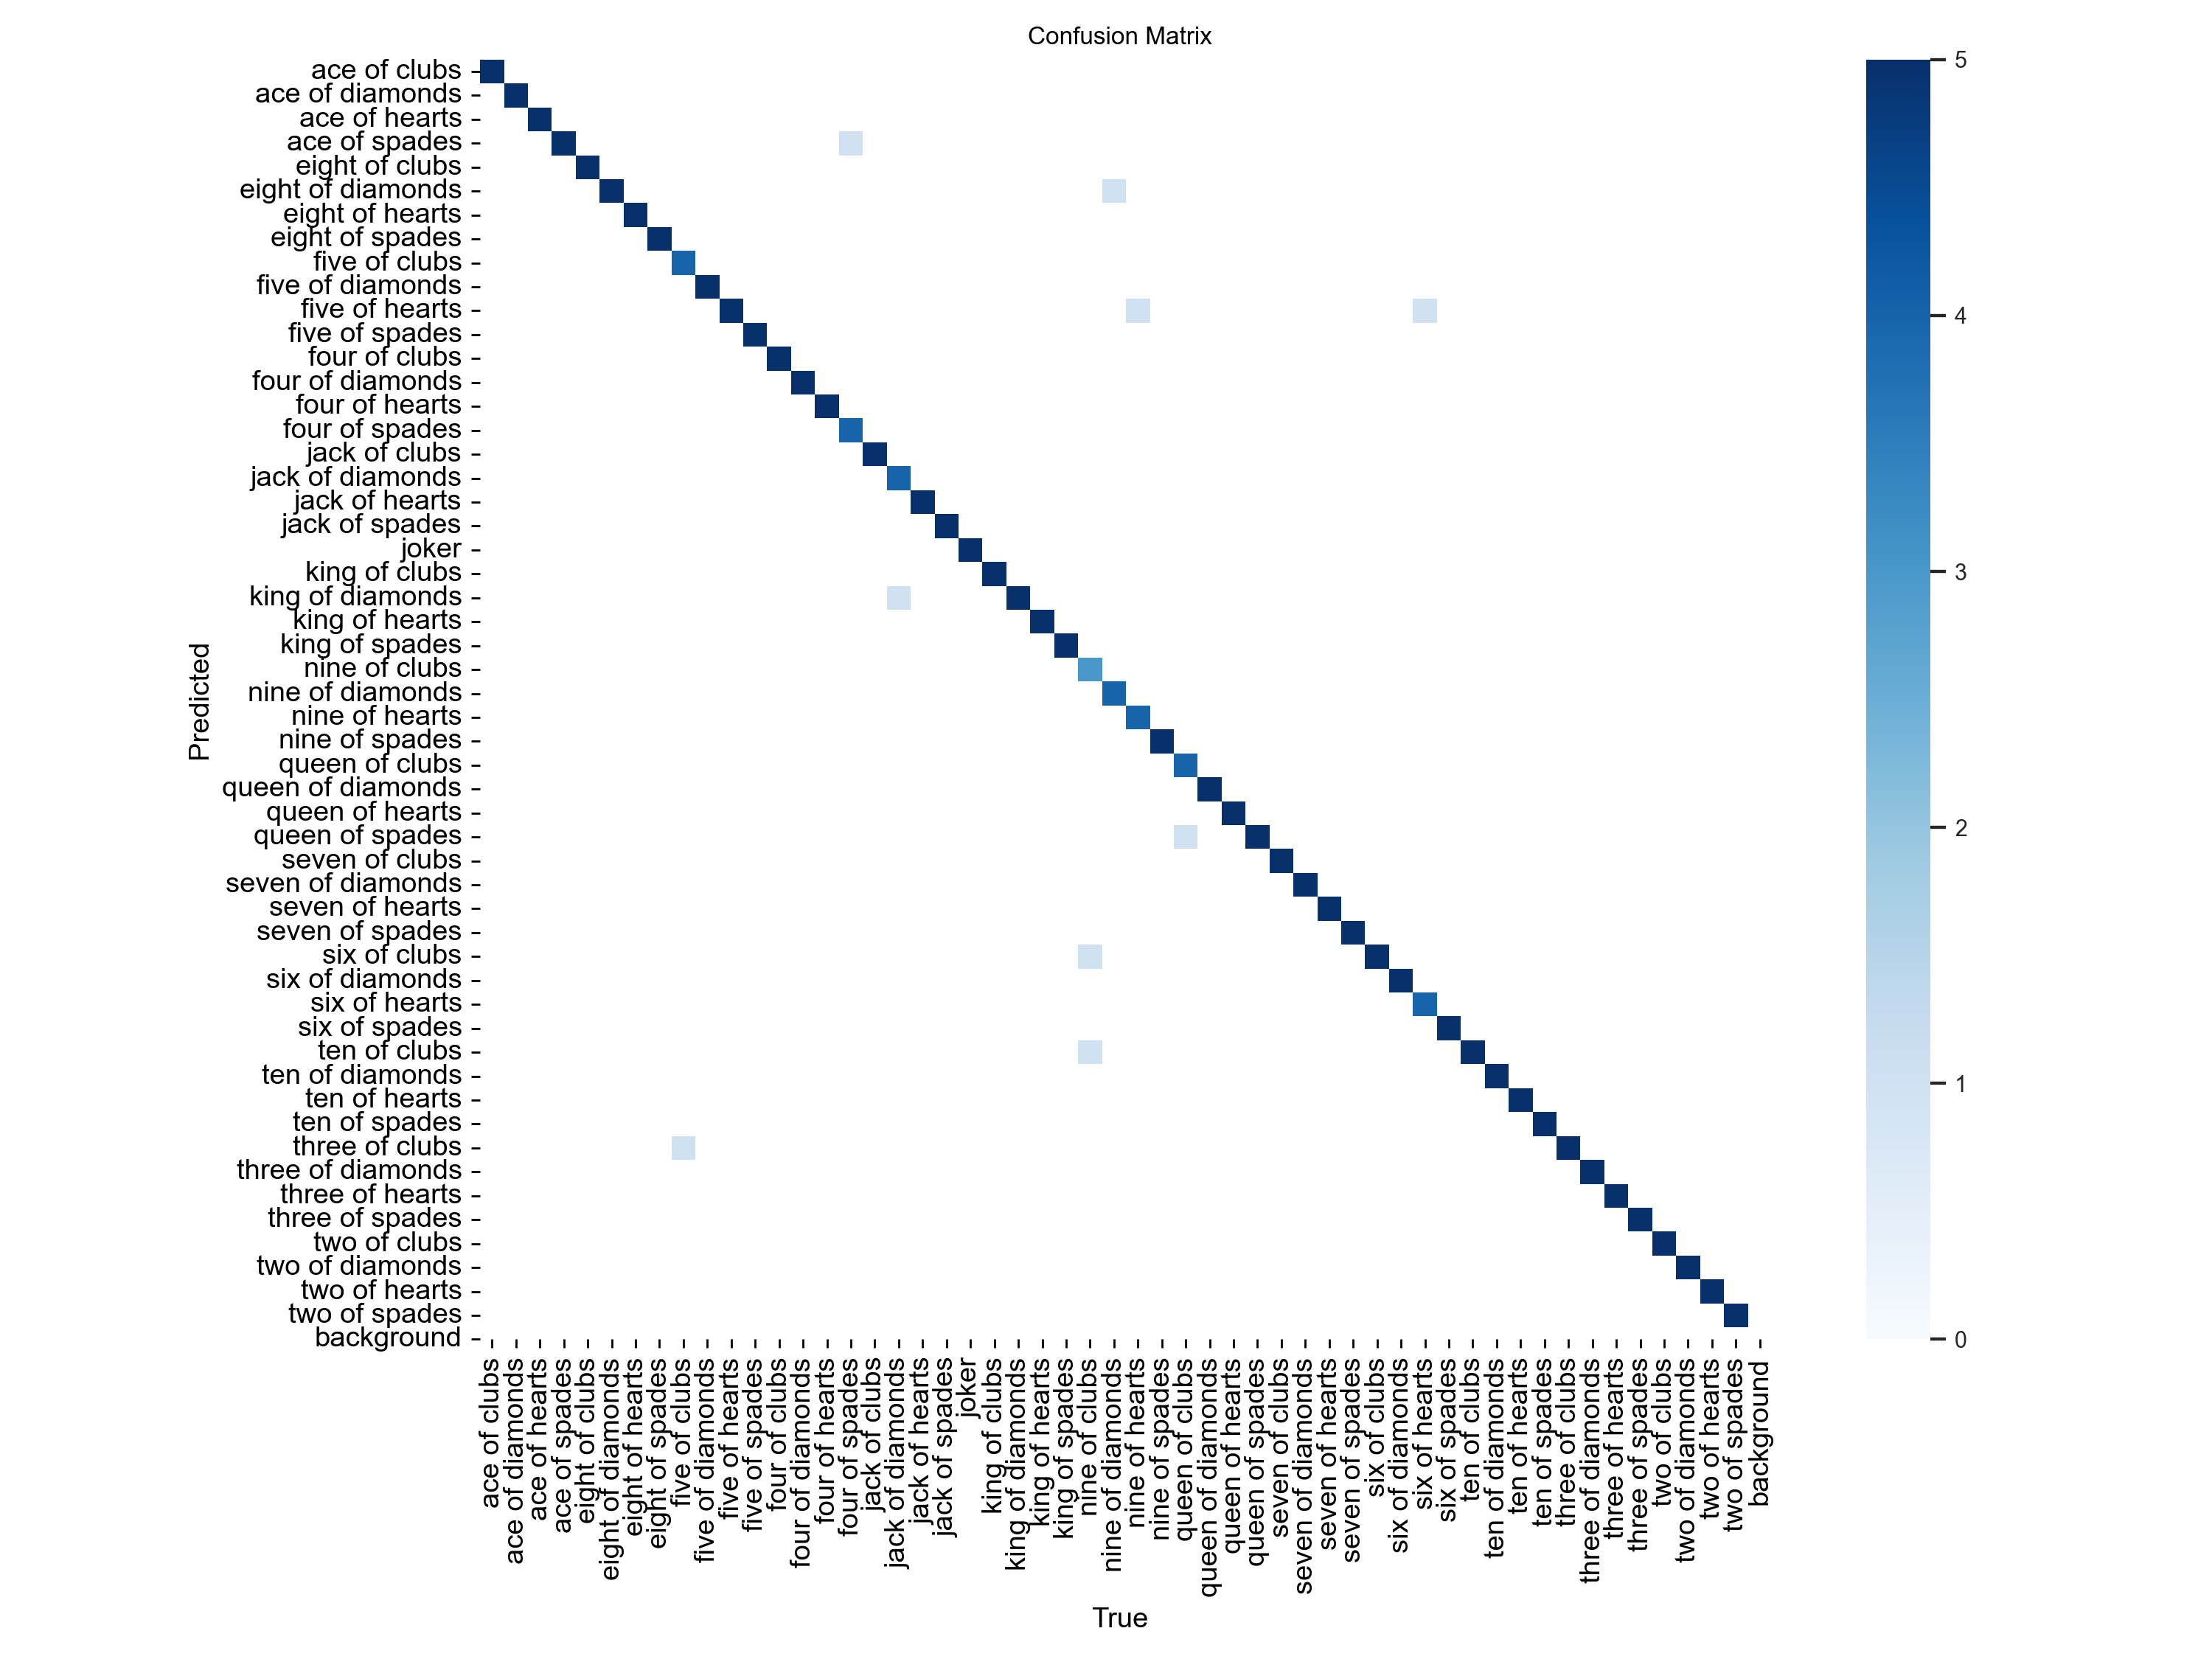 Confusion Matrix
ace of clubs
ace of diamonds
ace of hearts
ace of spades
eight of clubs
eight of diamonds
eight of hearts
eight of spades
five of clubs
five of diamonds
five of hearts
five of spades
four of clubs
four of diamonds
four of hearts
four of spades
jack of clubs
jack of diamonds
jack of hearts
jack of spades
joker
king of clubs
king of diamonds
king of hearts
king of spades
nine of clubs
nine of diamonds
nine of hearts
nine of spades
queen of clubs
queen of diamonds
queen of hearts
queen of spades
seven of clubs
seven of diamonds
seven of hearts
seven of spades
six of clubs
six of diamonds
six of hearts
six of spades
ten of clubs
ten of diamonds
ten of hearts
ten of spades
three of clubs
three of diamonds
three of hearts
three of spades
two of clubs
two of diamonds
two of hearts
two of spades
background
Predicted
ace of clubs
ace of diamonds
ace of hearts
ace of spades
eight of clubs
eight of diamonds
eight of hearts
eight of spades
five of clubs
five of diamonds
five of hearts
five of spades
four of clubs
four of diamonds
four of hearts
four of spades
jack of clubs
jack of diamonds
jack of hearts
jack of spades
joker
king of clubs
king of diamonds
king of hearts
king of spades
nine of clubs
nine of diamonds
nine of hearts
nine of spades
queen of clubs
queen of diamonds
queen of hearts
queen of spades
seven of clubs
seven of diamonds
seven of hearts
seven of spades
six of clubs
six of diamonds
six of hearts
six of spades
ten of clubs
ten of diamonds
ten of hearts
ten of spades
three of clubs
three of diamonds
three of hearts
three of spades
two of clubs
two of diamonds
two of hearts
two of spades
background
True
5
4
3
2
1
0